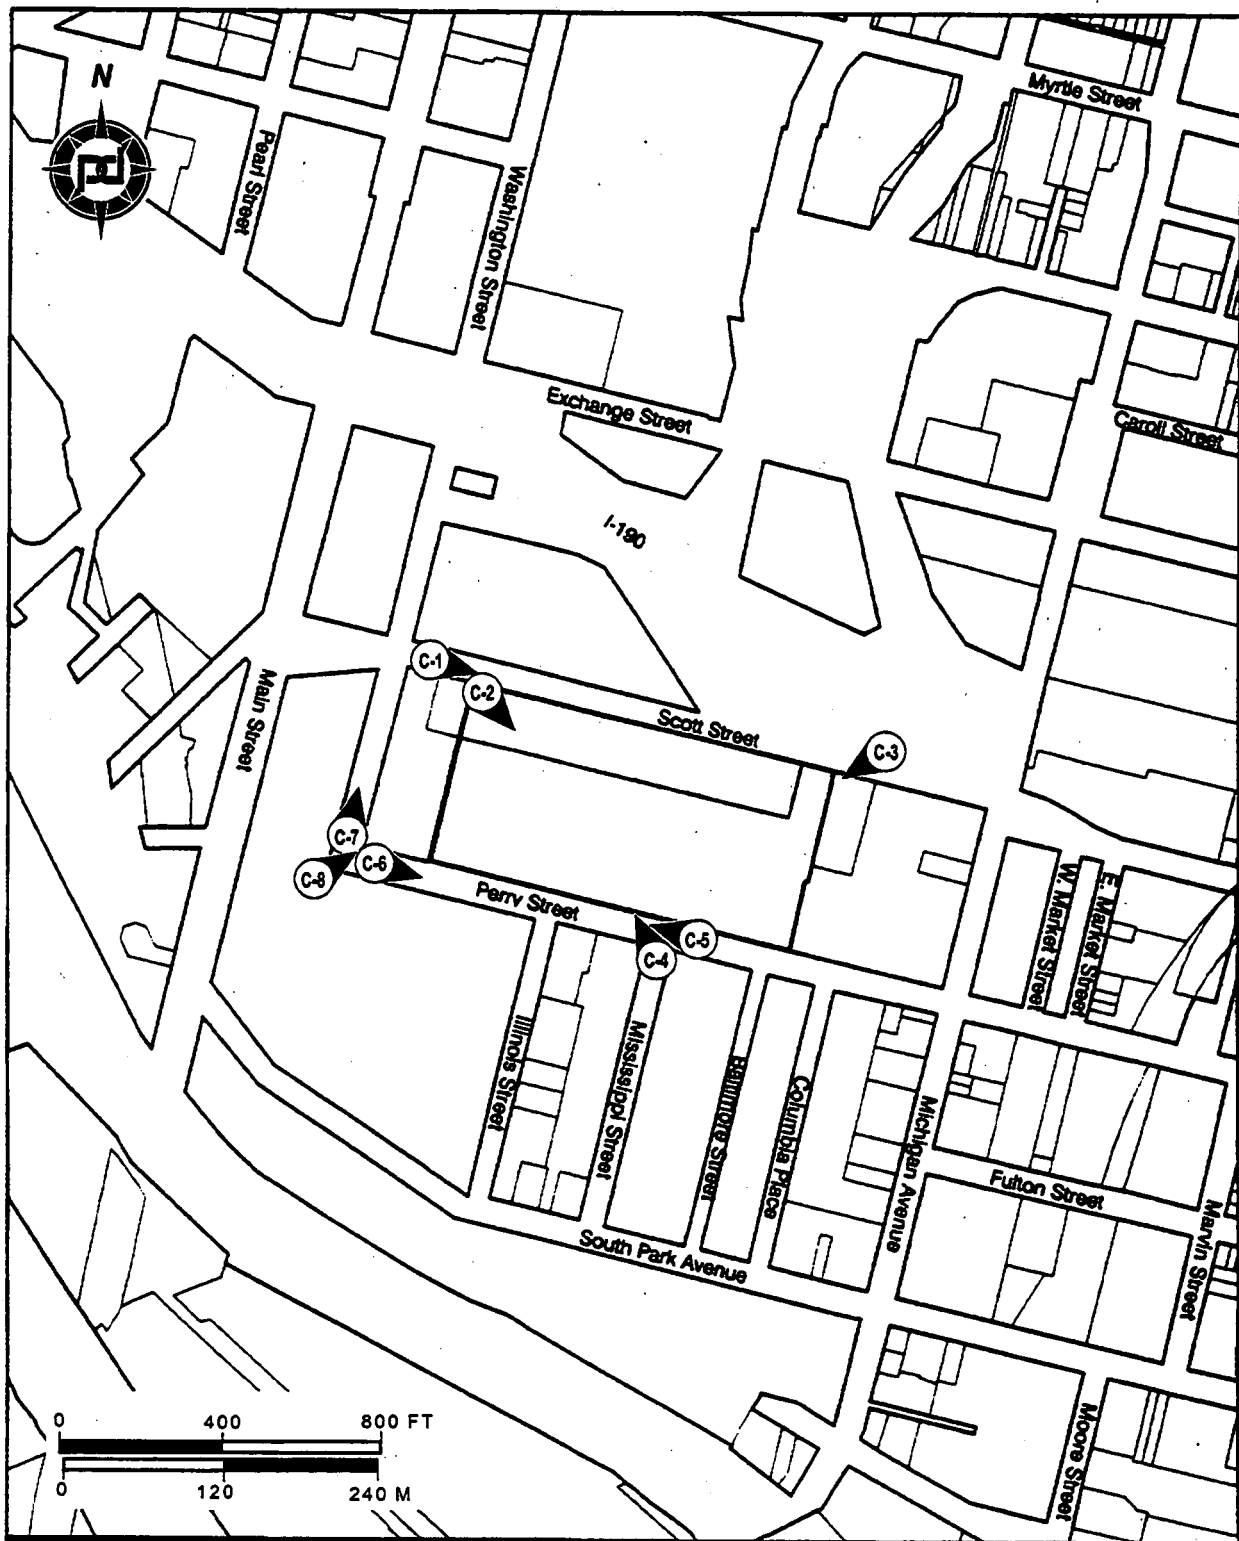 N
Myrtle Street
Pearl Street
Washington Street
Exchange Street
Caroll Street
I-190
C-1
C-2
Main Street
Scott Street
C-3
C-7
C-6
C-8
Perry Street
C-5
C-4
W. Market Street
E. Market Street
Illinois Street
Mississippi Street
Columbia Place
Michigan Avenue
Fulton Street
Marvin Street
South Park Avenue
Moore Street
0 400 800 FT
0 120 240 M